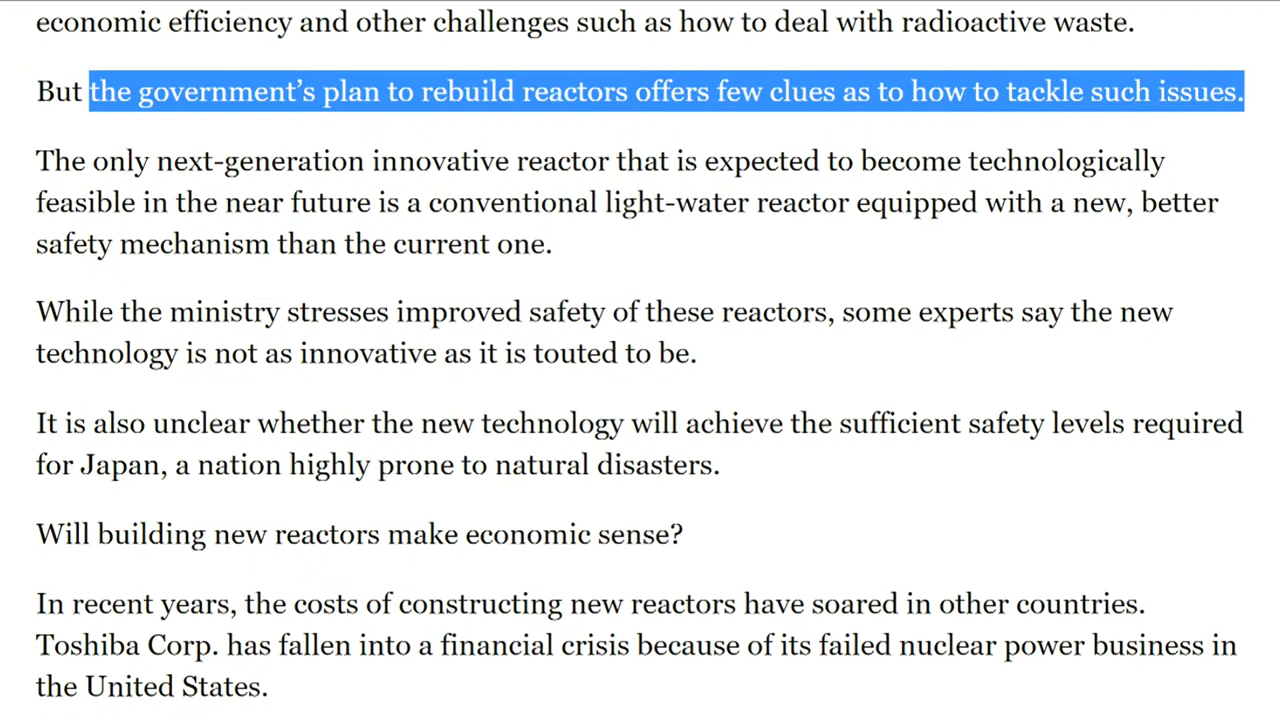 economic efficiency and other challenges such as how to deal with radioactive waste.
But the government’s plan to rebuild reactors offers few clues as to how to tackle such issues.
The only next-generation innovative reactor that is expected to become technologically
feasible in the near future is a conventional light-water reactor equipped with a new, better
safety mechanism than the current one.
While the ministry stresses improved safety of these reactors, some experts say the new
technology is not as innovative as it is touted to be.
It is also unclear whether the new technology will achieve the sufficient safety levels required
for Japan, a nation highly prone to natural disasters.
Will building new reactors make economic sense?
In recent years, the costs of constructing new reactors have soared in other countries.
Toshiba Corp. has fallen into a financial crisis because of its failed nuclear power business in
the United States.